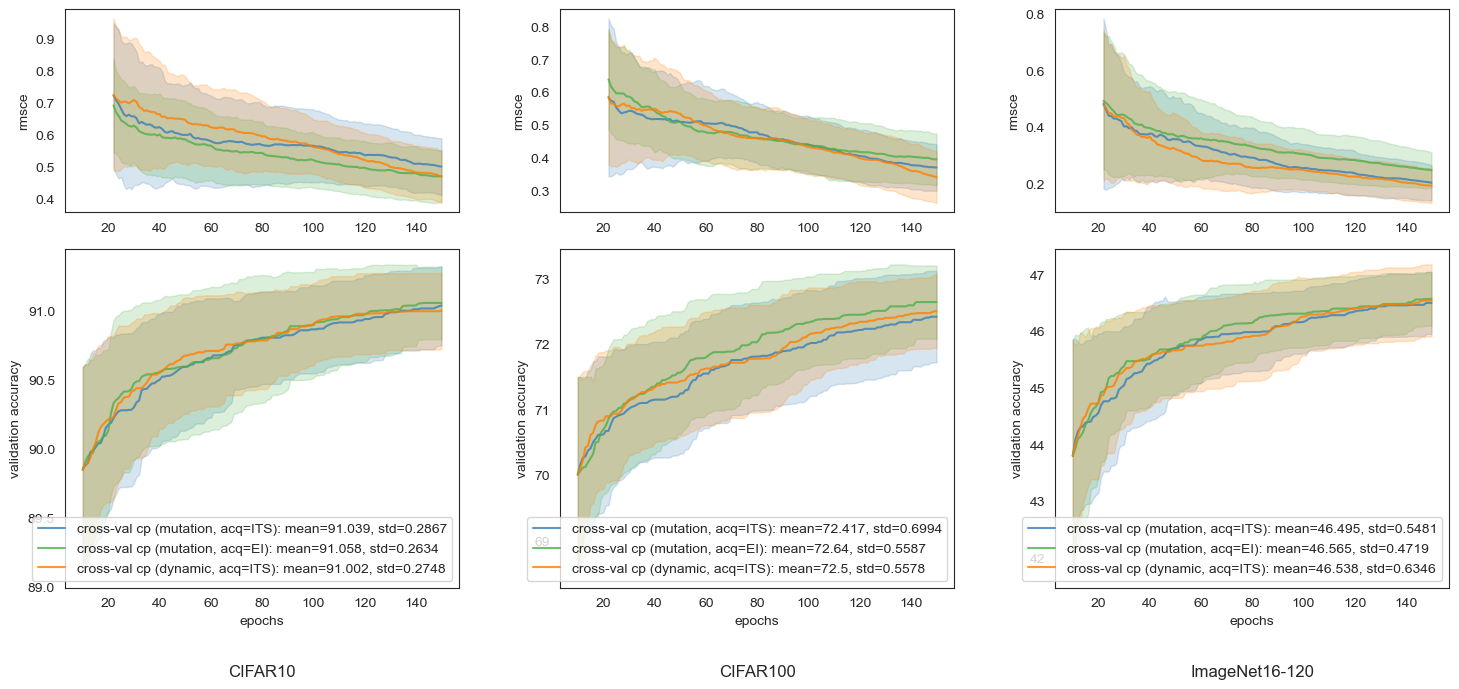 0.9
0.8
0.7
0.6
0.5
0.4
rmsce
20 40 60 80 100 120 140
0.8
0.7
0.6
0.5
0.4
0.3
rmsce
20 40 60 80 100 120 140
0.8
0.6
0.4
0.2
rmsce
20 40 60 80 100 120 140
91.0
90.5
90.0
89.5
89.0
validation accuracy
cross-val cp (mutation, acq=ITS): mean=91.039, std=0.2867
cross-val cp (mutation, acq=EI): mean=91.058, std=0.2634
cross-val cp (dynamic, acq=ITS): mean=91.002, std=0.2748
20 40 60 80 100 120 140
epochs
CIFAR10
73
72
71
70
69
validation accuracy
cross-val cp (mutation, acq=ITS): mean=72.417, std=0.6994
cross-val cp (mutation, acq=EI): mean=72.64, std=0.5587
cross-val cp (dynamic, acq=ITS): mean=72.5, std=0.5578
20 40 60 80 100 120 140
epochs
CIFAR100
47
46
45
44
43
42
validation accuracy
cross-val cp (mutation, acq=ITS): mean=46.495, std=0.5481
cross-val cp (mutation, acq=EI): mean=46.565, std=0.4719
cross-val cp (dynamic, acq=ITS): mean=46.538, std=0.6346
20 40 60 80 100 120 140
epochs
ImageNet16-120